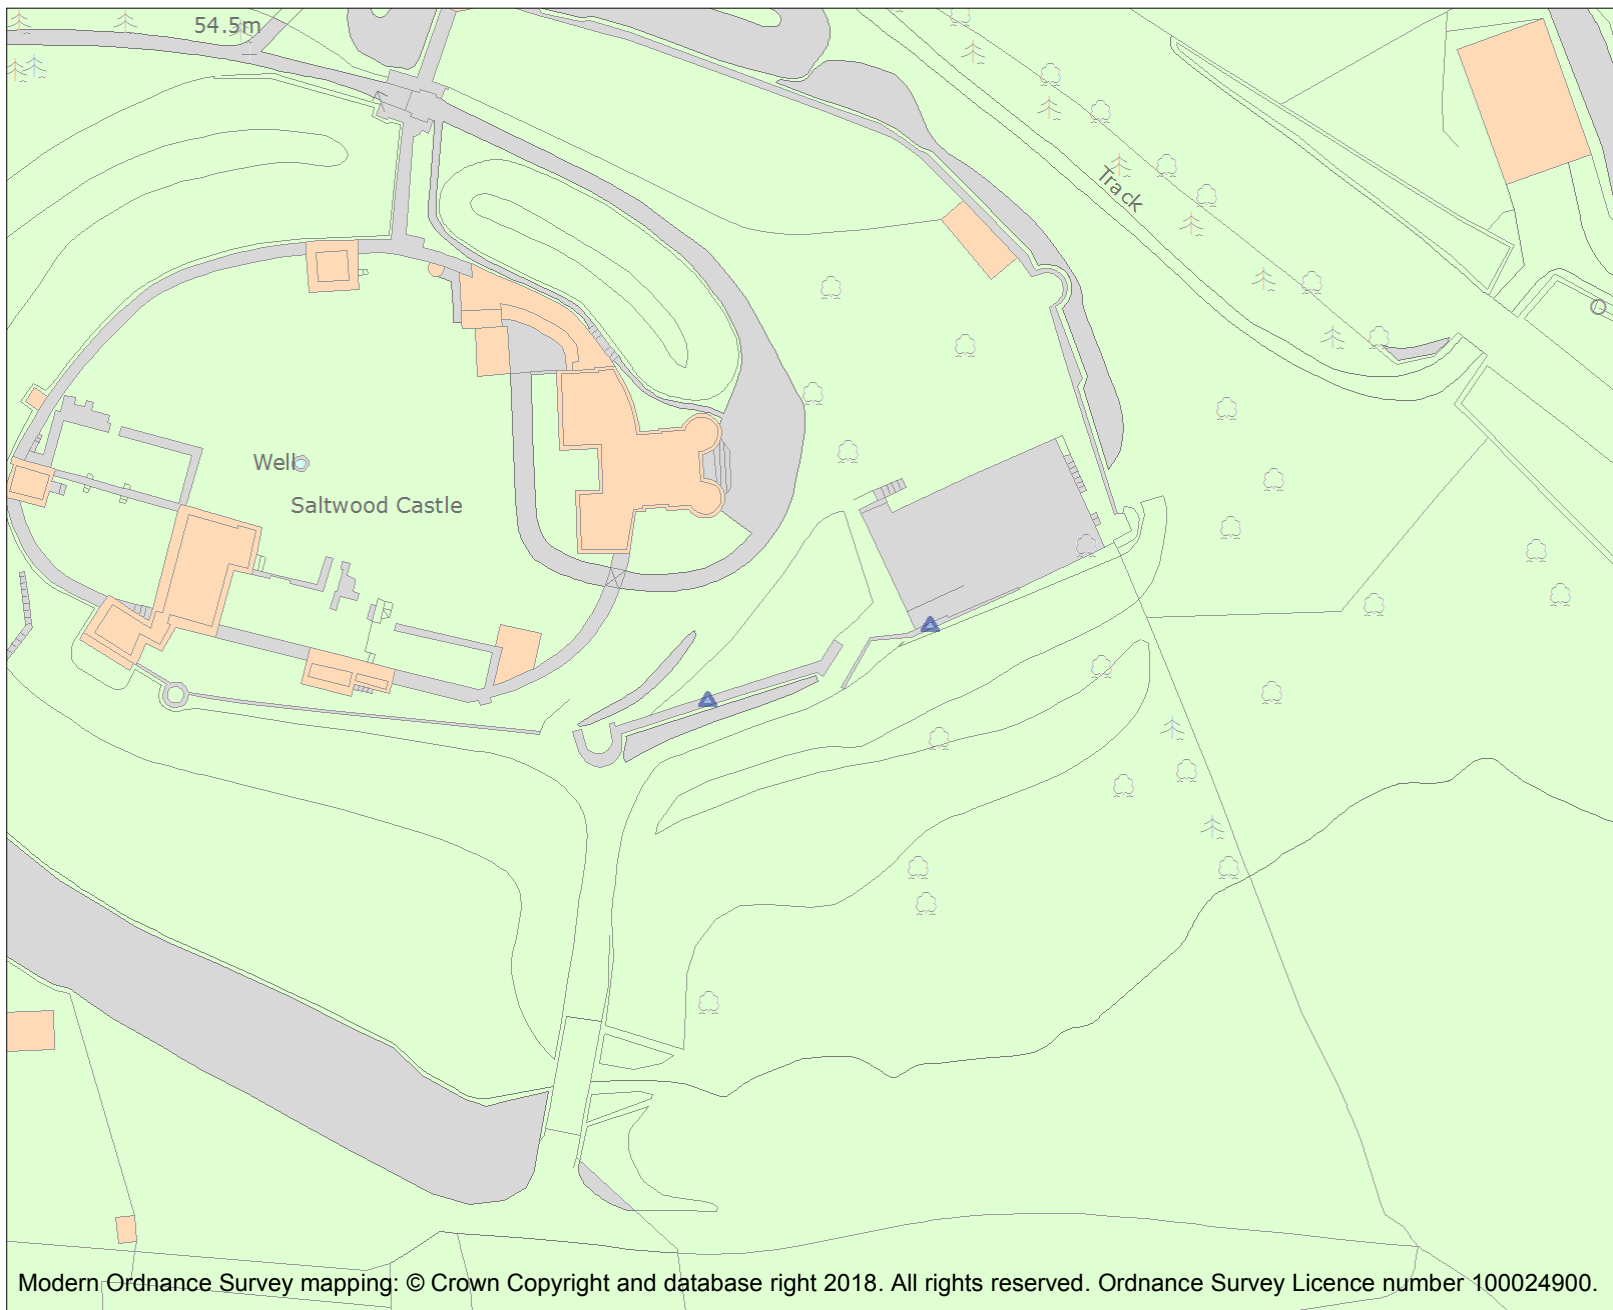 54.5m
Track
Well
Saltwood Castle
Modern Ordnance Survey mapping: © Crown Copyright and database right 2018. All rights reserved. Ordnance Survey Licence number 100024900.